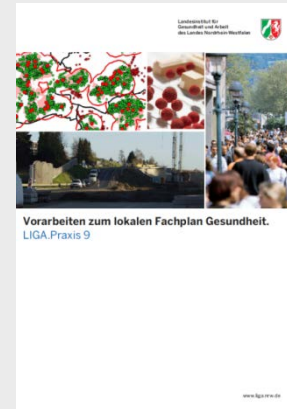 Landesinstitut für
Gesundheit und Arbeit
des Landes Nordrhein-Westfalen
Vorarbeiten zum lokalen Fachplan Gesundheit.
LIGA.Praxis 9
www.liga.nrw.de